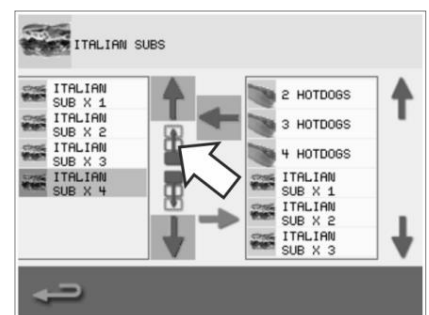 ITALIAN SUBS
ITALIAN
SUB X 1
ITALIAN
SUB X 2
ITALIAN
SUB X 3
ITALIAN
SUB X 4
2 HOTDOGS
3 HOTDOGS
4 HOTDOGS
ITALIAN
SUB X 1
ITALIAN
SUB X 2
ITALIAN
SUB X 3